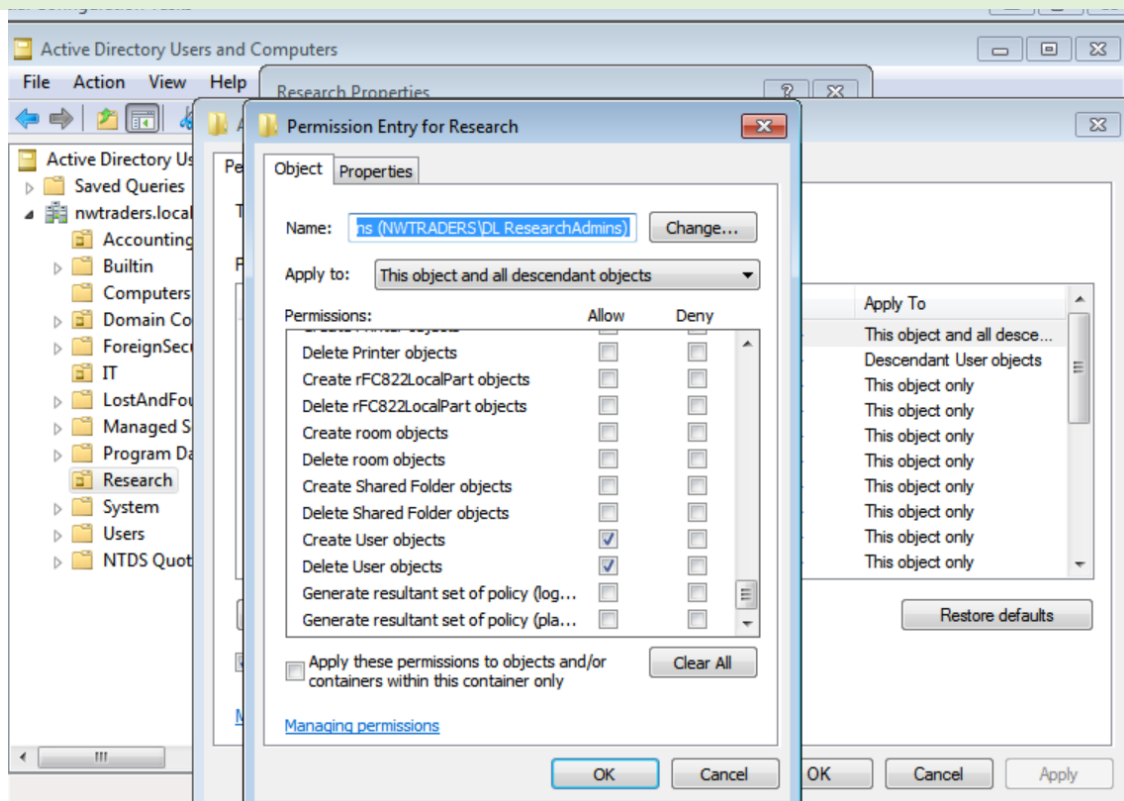 Active Directory Users and Computers
File Action View Help
Research Properties
Permission Entry for Research
Active Directory Us
Saved Queries
nwtraders.local
Accounting
Builtin
Computers
Domain Co
ForeignSecu
IT
LostAndFou
Managed S
Program Da
Research
System
Users
NTDS Quot
Pe
Object Properties
Name: ns (NWTRADERS\DL ResearchAdmins) Change...
Apply to: This object and all descendant objects
Permissions: Allow Deny
Delete Printer objects
Create rFC822LocalPart objects
Delete rFC822LocalPart objects
Create room objects
Delete room objects
Create Shared Folder objects
Delete Shared Folder objects
Create User objects
Delete User objects
Generate resultant set of policy (log...
Generate resultant set of policy (pla...
Apply these permissions to objects and/or
containers within this container only
Clear All
Managing permissions
OK Cancel
Apply To
This object and all desce...
Descendant User objects
This object only
This object only
This object only
This object only
This object only
This object only
This object only
This object only
Restore defaults
OK Cancel Apply